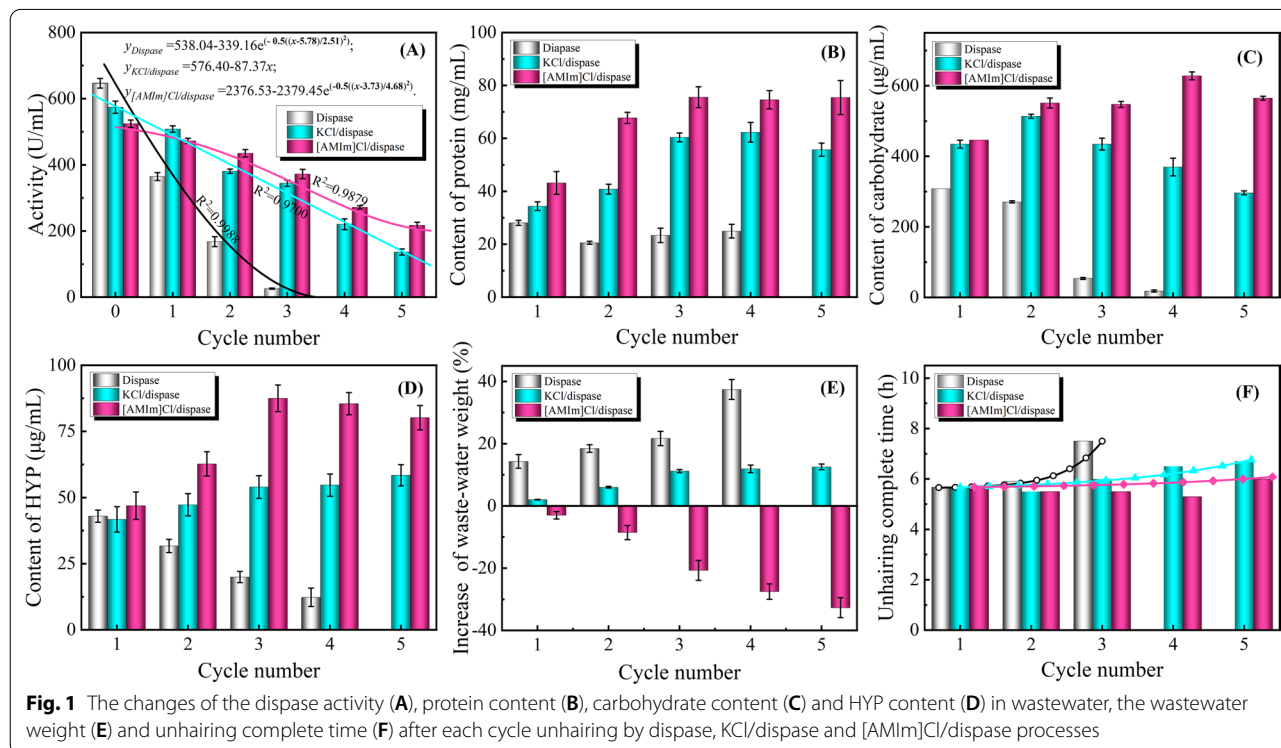 800
600
400
200
0
Activity (U/mL)
y_Dispase=538.04-339.16e^(- 0.5((x-5.78)/2.51)^2);
y_KCl/dispase=576.40-87.37x;
y_[AMIm]Cl/dispase=2376.53-2379.45e^(-0.5((x-3.73)/4.68)^2).
(A)
Dispase
KCl/dispase
[AMIm]Cl/dispase
R²=0.9988
R²=0.9700
R²=0.9879
0 1 2 3 4 5
Cycle number
100
80
60
40
20
0
Content of protein (mg/mL)
Diapase
KCl/dispase
[AMIm]Cl/dispase
(B)
1 2 3 4 5
Cycle number
600
300
0
Content of carbohydrate (μg/mL)
Dispase
KCl/dispase
[AMIm]Cl/dispase
(C)
1 2 3 4 5
Cycle number
100
75
50
25
0
Content of HYP (μg/mL)
Dispase
KCl/dispase
[AMIm]Cl/dispase
(D)
1 2 3 4 5
Cycle number
40
20
0
-20
-40
Increase of waste-water weight (%)
Dispase
KCl/dispase
[AMIm]Cl/dispase
(E)
1 2 3 4 5
Cycle number
10
8
6
4
2
0
Unhairing complete time (h)
Dispase
KCl/dispase
[AMIm]Cl/dispase
(F)
1 2 3 4 5
Cycle number
Fig. 1 The changes of the dispase activity (A), protein content (B), carbohydrate content (C) and HYP content (D) in wastewater, the wastewater
weight (E) and unhairing complete time (F) after each cycle unhairing by dispase, KCl/dispase and [AMIm]Cl/dispase processes